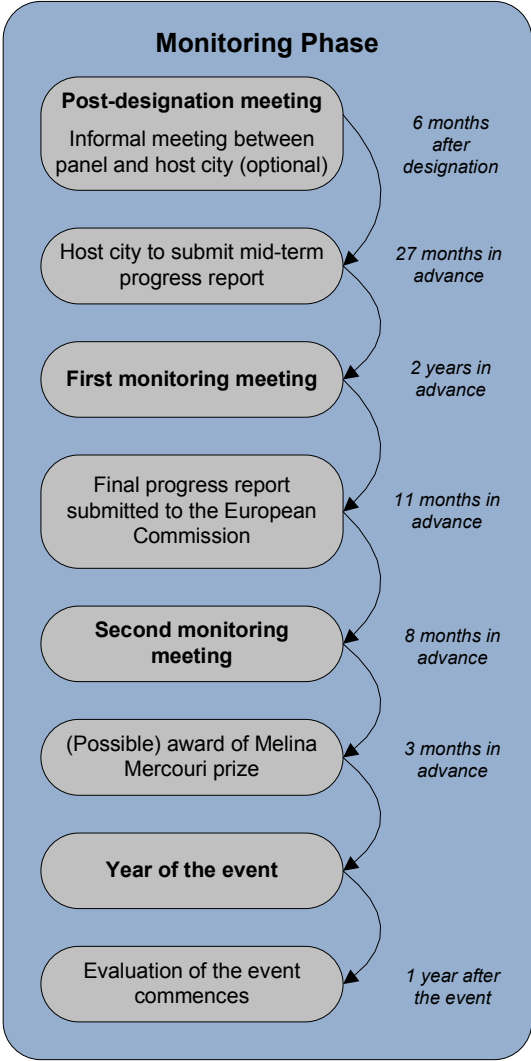 Monitoring Phase
Post-designation meeting
Informal meeting between
panel and host city (optional)
6 months
after
designation
Host city to submit mid-term
progress report
27 months in
advance
First monitoring meeting
2 years in
advance
Final progress report
submitted to the European
Commission
11 months in
advance
Second monitoring
meeting
8 months in
advance
(Possible) award of Melina
Mercouri prize
3 months in
advance
Year of the event
Evaluation of the event
commences
1 year after
the event